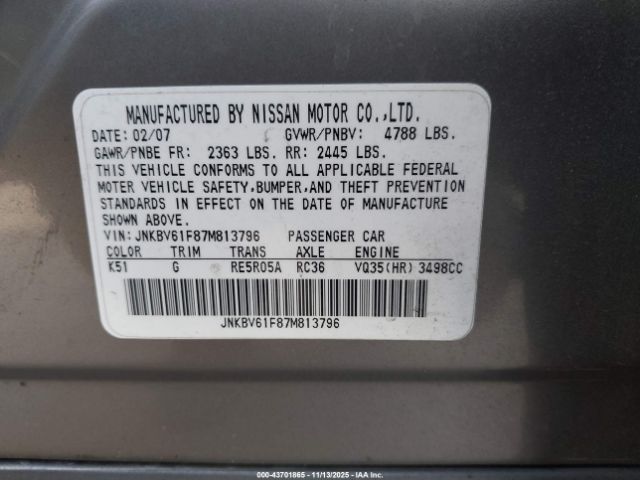 MANUFACTURED BY NISSAN MOTOR CO.,LTD.
DATE: 02/07 GVWR/PNBV: 4788 LBS.
GAWR/PNBE FR: 2363 LBS. RR: 2445 LBS.
THIS VEHICLE CONFORMS TO ALL APPLICABLE FEDERAL
MOTOR VEHICLE SAFETY,BUMPER,AND THEFT PREVENTION
STANDARDS IN EFFECT ON THE DATE OF MANUFACTURE
SHOWN ABOVE.
VIN: JNKBV61F87M813796 PASSENGER CAR
COLOR TRIM TRANS AXLE ENGINE
K51 G RE5R05A RC36 VQ35(HR) 3498CC
JNKBV61F87M813796
000-43701865 - 11/13/2025 - IAA Inc.